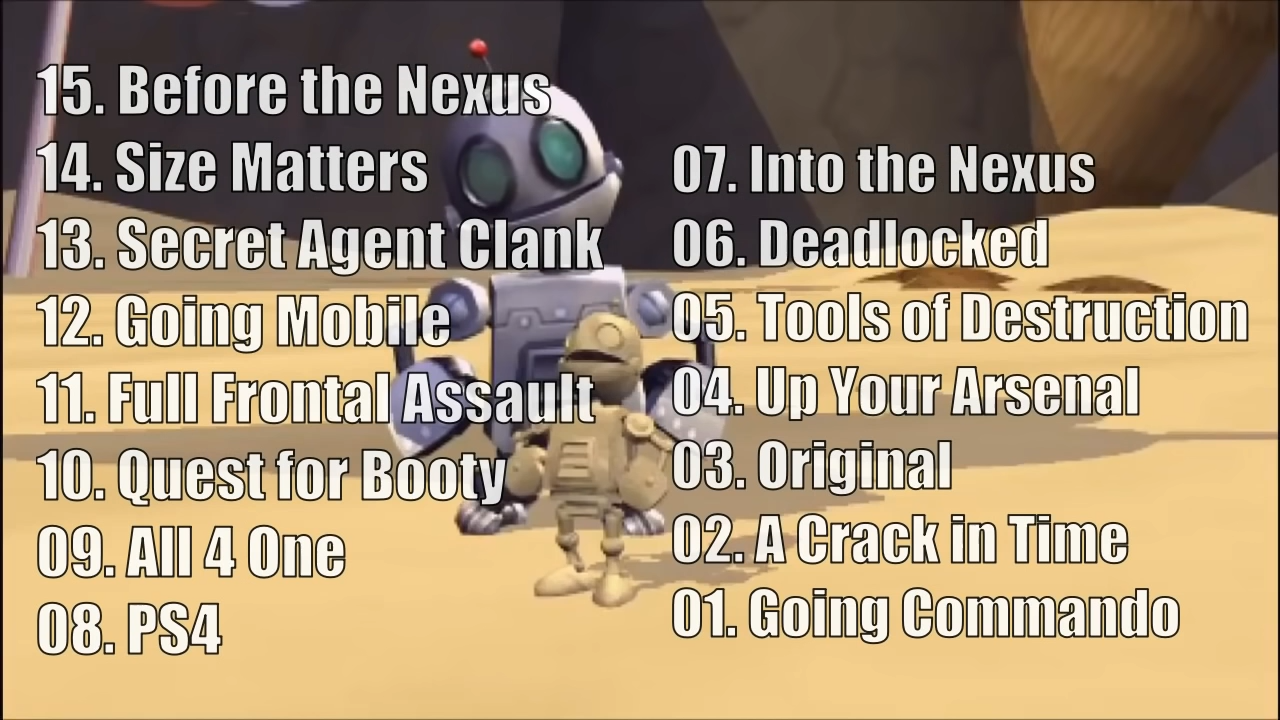 15. Before the Nexus
14. Size Matters
13. Secret Agent Clank
12. Going Mobile
11. Full Frontal Assault
10. Quest for Booty
09. All 4 One
08. PS4
07. Into the Nexus
06. Deadlocked
05. Tools of Destruction
04. Up Your Arsenal
03. Original
02. A Crack in Time
01. Going Commando